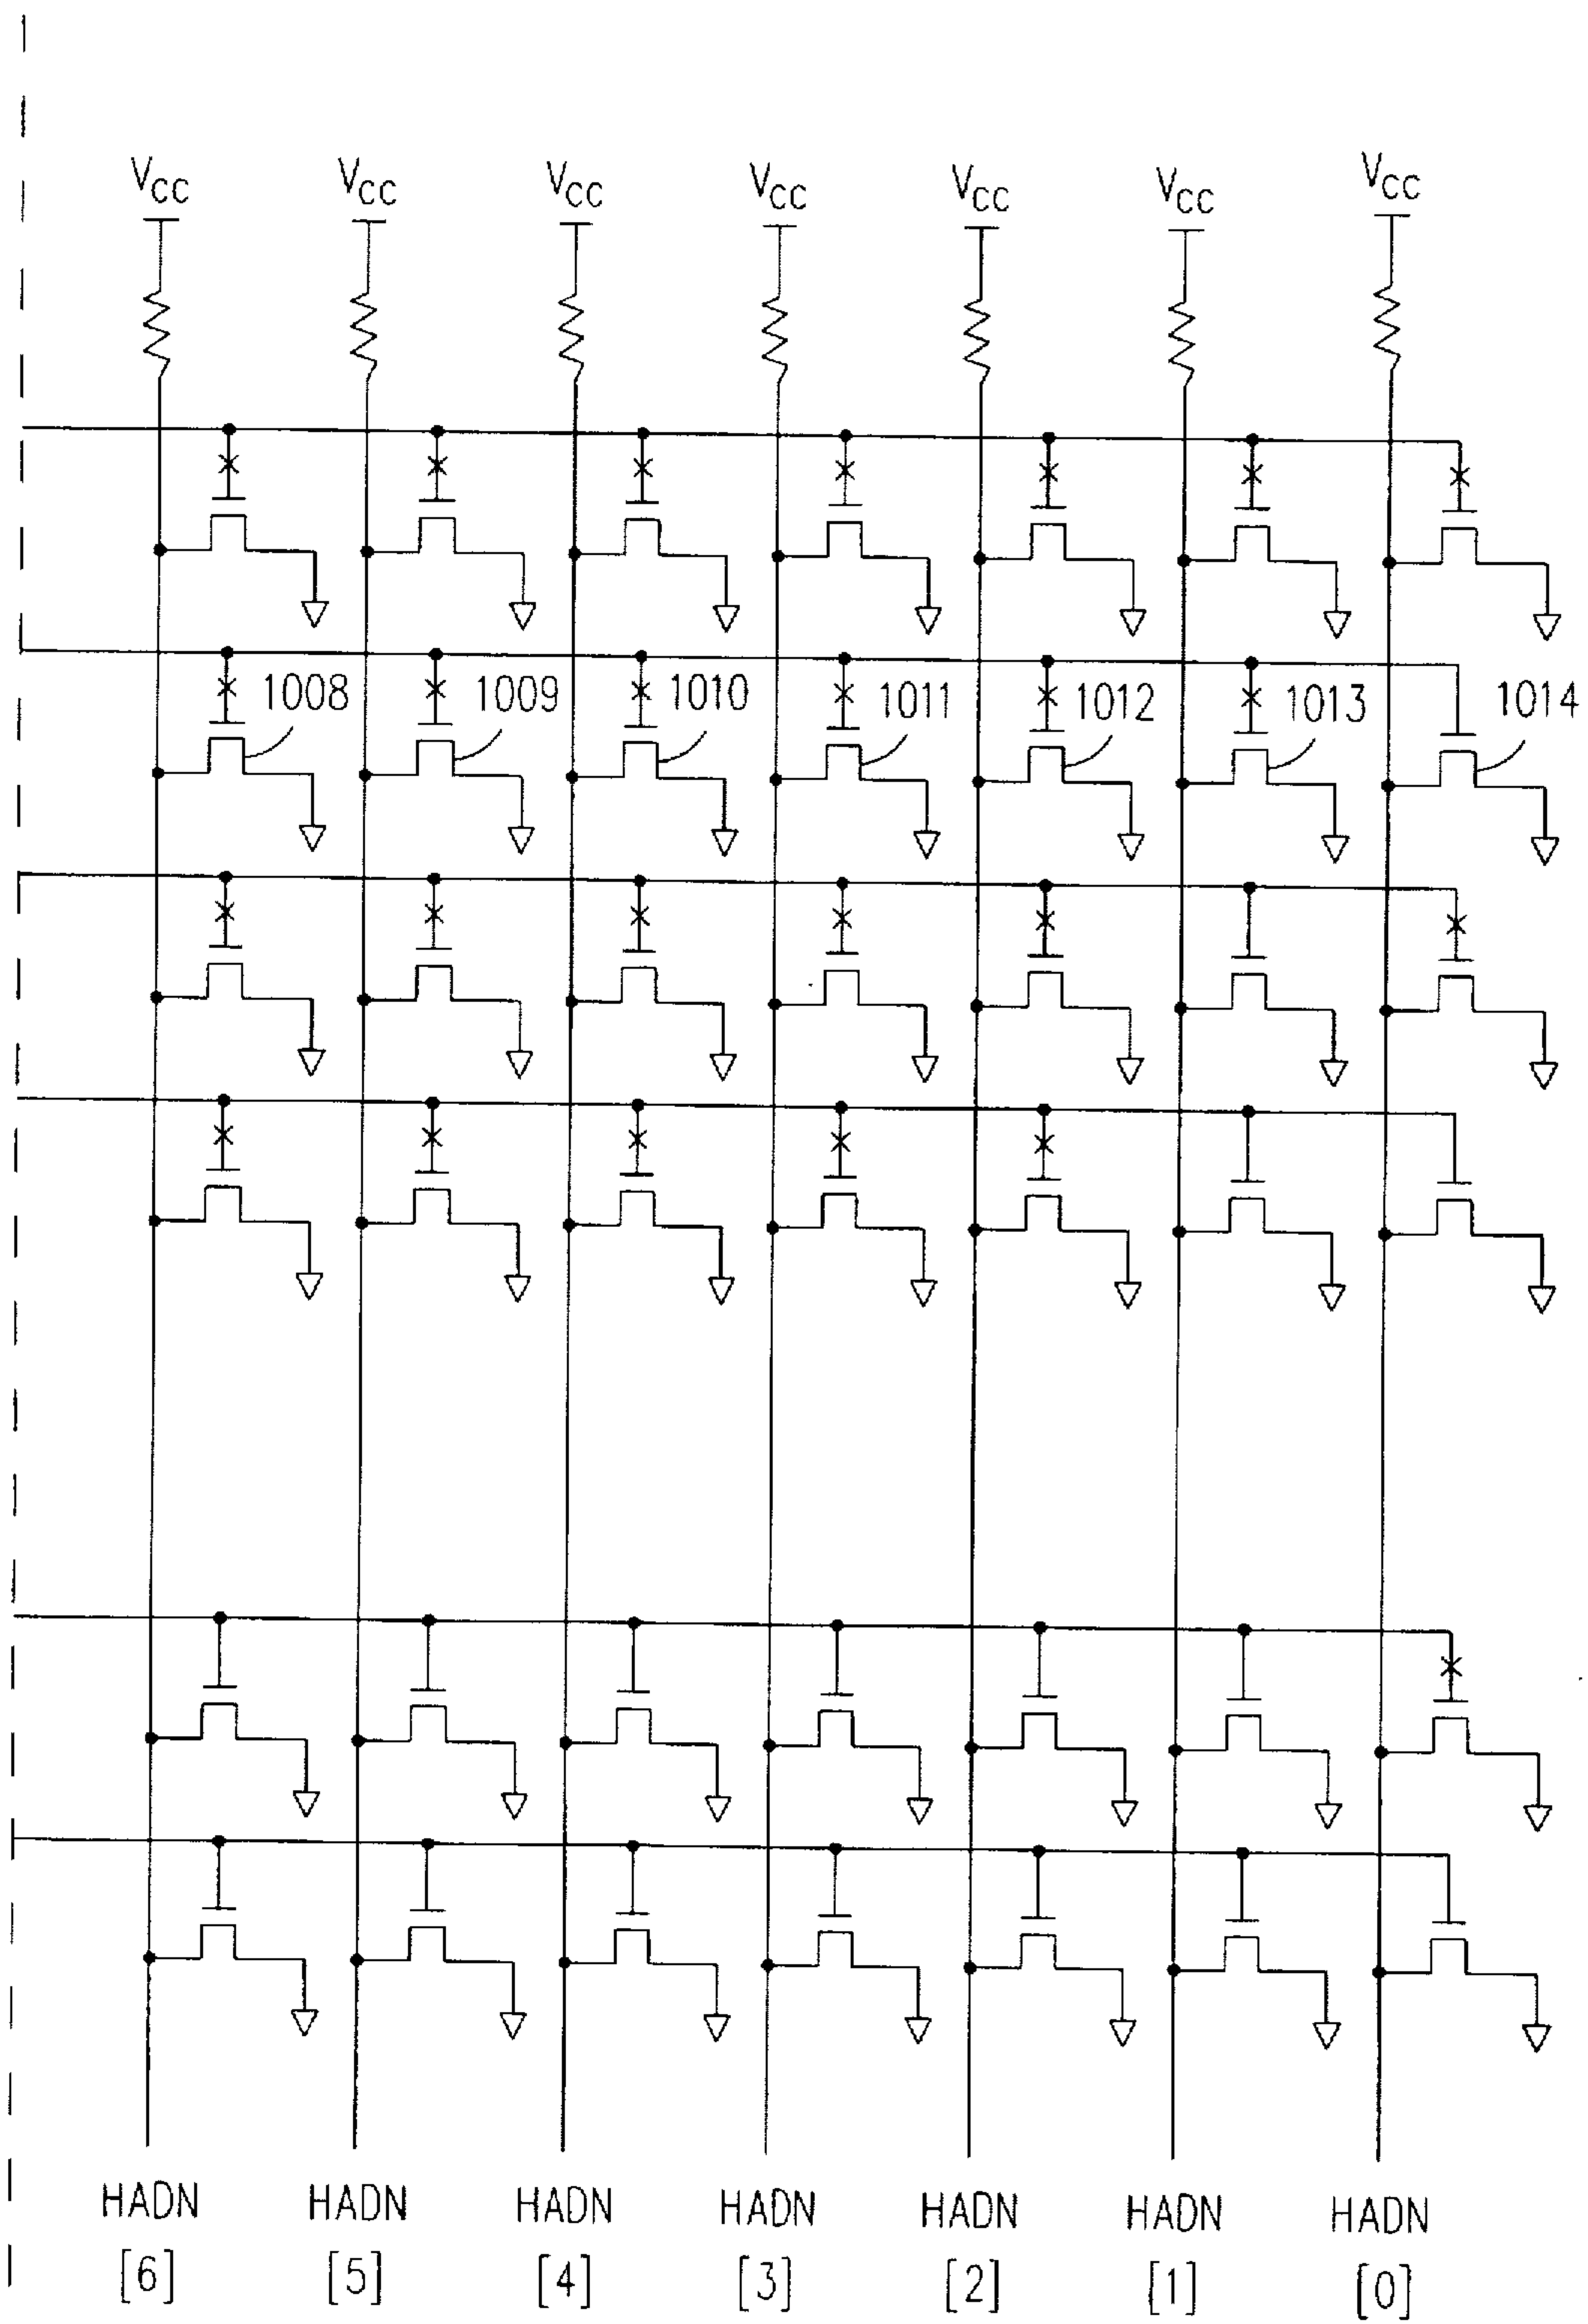 VCC VCC VCC VCC VCC VCC VCC
1008 1009 1010 1011 1012 1013 1014
HADN HADN HADN HADN HADN HADN HADN
[6] [5] [4] [3] [2] [1] [0]